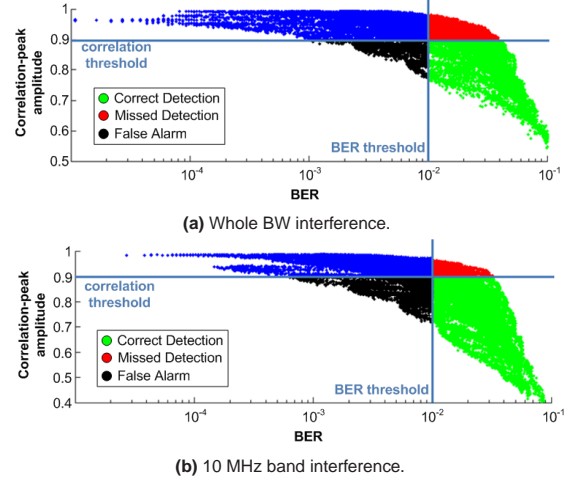 1
0.9
0.8
0.7
0.6
0.5
Correlation-peak
amplitude
correlation
threshold
Correct Detection
Missed Detection
False Alarm
BER threshold
10-4
10-3
10-2
10-1
BER
(a) Whole BW interference.
1
0.9
0.8
0.7
0.6
0.5
0.4
Correlation-peak
amplitude
correlation
threshold
Correct Detection
Missed Detection
False Alarm
BER threshold
10-4
10-3
10-2
10-1
BER
(b) 10 MHz band interference.